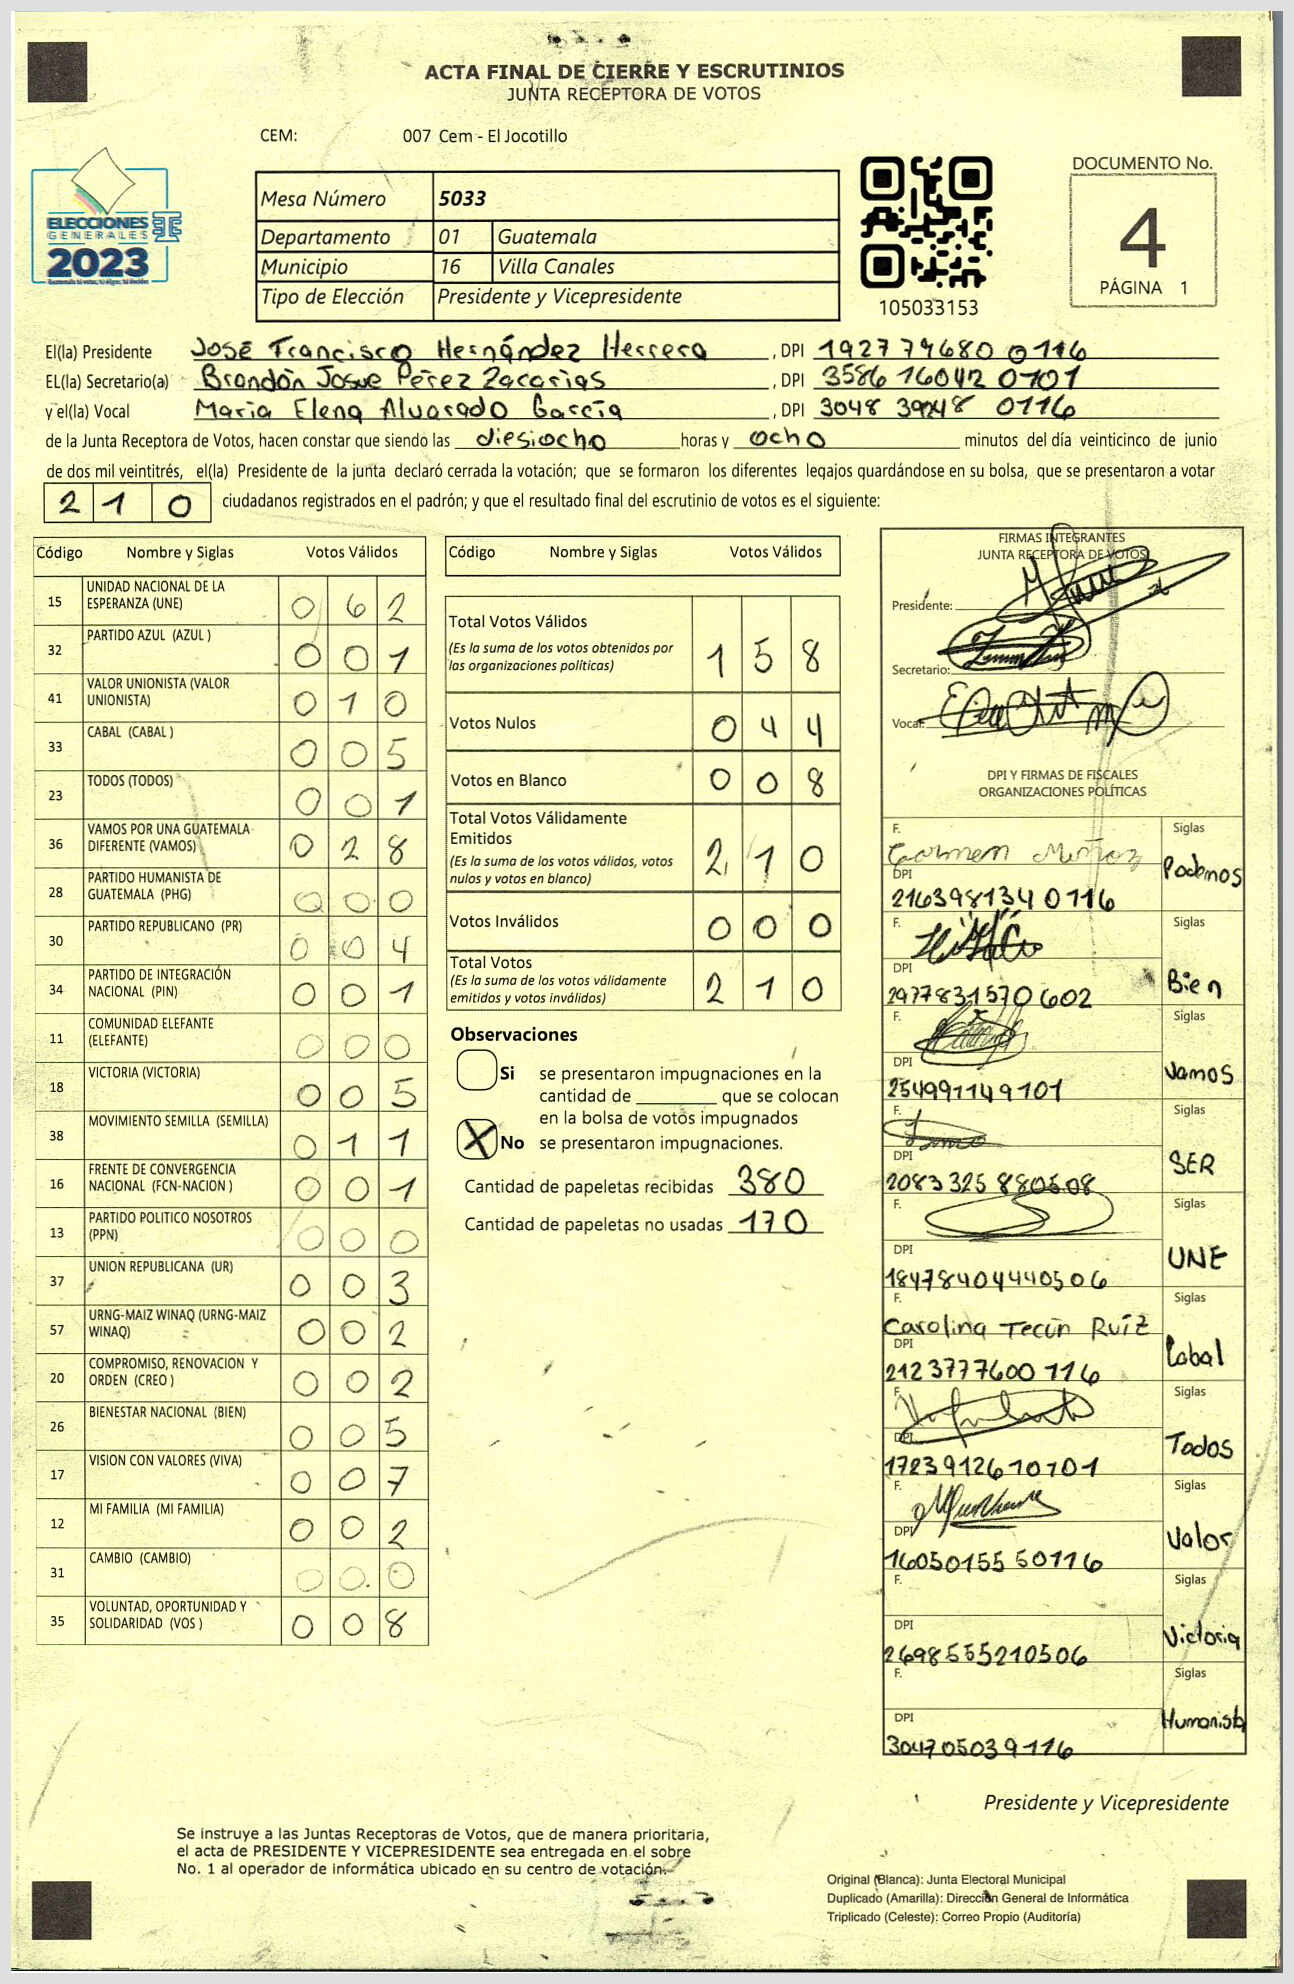 ACTA FINAL DE CIERRE Y ESCRUTINIOS
JUNTA RECEPTORA DE VOTOS
CEM: 007 Cem - El Jocotillo
ELECCIONES
GENERALES
2023
Mesa Número 5033
Departamento 01 Guatemala
Municipio 16 Villa Canales
Tipo de Elección Presidente y Vicepresidente
105033153
DOCUMENTO No.
4
PÁGINA 1
El(la) Presidente José Francisco Hernández Herrera , DPI 192779680 0116
EL(la) Secretario(a) Brandón Josue Pérez Zacarias , DPI 3586 16042 0101
y el(la) Vocal Maria Elena Alvarado García , DPI 3048 0116
de la Junta Receptora de Votos, hacen constar que siendo las diesiocho horas y ocho minutos del día veinticinco de junio
de dos mil veintitrés, el(la) Presidente de la junta declaró cerrada la votación; que se formaron los diferentes legajos quardándose en su bolsa, que se presentaron a votar
210 ciudadanos registrados en el padrón; y que el resultado final del escrutinio de votos es el siguiente:
Código Nombre y Siglas Votos Válidos
15 UNIDAD NACIONAL DE LA ESPERANZA (UNE) 0 6 2
32 PARTIDO AZUL (AZUL ) 0 0 1
41 VALOR UNIONISTA (VALOR UNIONISTA) 0 1 0
33 CABAL (CABAL ) 0 0 5
23 TODOS (TODOS) 0 0 1
36 VAMOS POR UNA GUATEMALA DIFERENTE (VAMOS) 0 2 8
28 PARTIDO HUMANISTA DE GUATEMALA (PHG) 0 0 0
30 PARTIDO REPUBLICANO (PR) 0 0 4
34 PARTIDO DE INTEGRACIÓN NACIONAL (PIN) 0 0 1
11 COMUNIDAD ELEFANTE (ELEFANTE) 0 0 0
18 VICTORIA (VICTORIA) 0 0 5
38 MOVIMIENTO SEMILLA (SEMILLA) 0 1 1
16 FRENTE DE CONVERGENCIA NACIONAL (FCN-NACION ) 0 0 1
13 PARTIDO POLITICO NOSOTROS (PPN) 0 0 0
37 UNION REPUBLICANA (UR) 0 0 3
57 URNG-MAIZ WINAQ (URNG-MAIZ WINAQ) 0 0 2
20 COMPROMISO, RENOVACION Y ORDEN (CREO ) 0 0 2
26 BIENESTAR NACIONAL (BIEN) 0 0 5
17 VISION CON VALORES (VIVA) 0 0 7
12 MI FAMILIA (MI FAMILIA) 0 0 2
31 CAMBIO (CAMBIO) 0 0 0
35 VOLUNTAD, OPORTUNIDAD Y SOLIDARIDAD (VOS ) 0 0 8
Código Nombre y Siglas Votos Válidos
Total Votos Válidos 1 5 8
(Es la suma de los votos obtenidos por
las organizaciones políticas)
Votos Nulos 0 4 4
Votos en Blanco 0 0 8
Total Votos Válidamente
Emitidos 2 1 0
(Es la suma de los votos válidos, votos
nulos y votos en blanco)
Votos Inválidos 0 0 0
Total Votos 2 1 0
(Es la suma de los votos válidamente
emitidos y votos inválidos)
Observaciones
Si se presentaron impugnaciones en la
cantidad de ________ que se colocan
en la bolsa de votos impugnados
X No se presentaron impugnaciones.
Cantidad de papeletas recibidas 380
Cantidad de papeletas no usadas 170
FIRMAS INTEGRANTES
JUNTA RECEPTORA DE VOTOS
Presidente:
Secretario:
Vocal:
DPI Y FIRMAS DE FISCALES
ORGANIZACIONES POLÍTICAS
F. Carmen Muñoz Siglas
DPI 216398134 0116 Podemos
F. Siglas
DPI 2977831570602 Bien
F. Siglas
DPI 254991149101 Vamos
F. Siglas
DPI 2083 325 880508 SER
F. Siglas
DPI 1847840440506 UNE
F. Carolina Tecún Ruíz Siglas
DPI 2123777600116 Cabal
F. Siglas
DPI 1723912610101 Todos
F. Siglas
DPI 1605015550116 Valor
F. Siglas
DPI 2698555210506 Victoria
F. Siglas
DPI 304705039116 Humanista
Presidente y Vicepresidente
Se instruye a las Juntas Receptoras de Votos, que de manera prioritaria,
el acta de PRESIDENTE Y VICEPRESIDENTE sea entregada en el sobre
No. 1 al operador de informática ubicado en su centro de votación.
Original (Blanca): Junta Electoral Municipal
Duplicado (Amarilla): Dirección General de Informática
Triplicado (Celeste): Correo Propio (Auditoría)